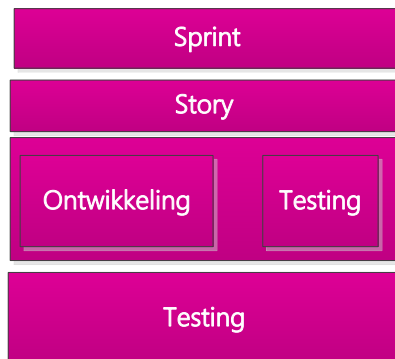 Sprint
Story
Ontwikkeling
Testing
Testing